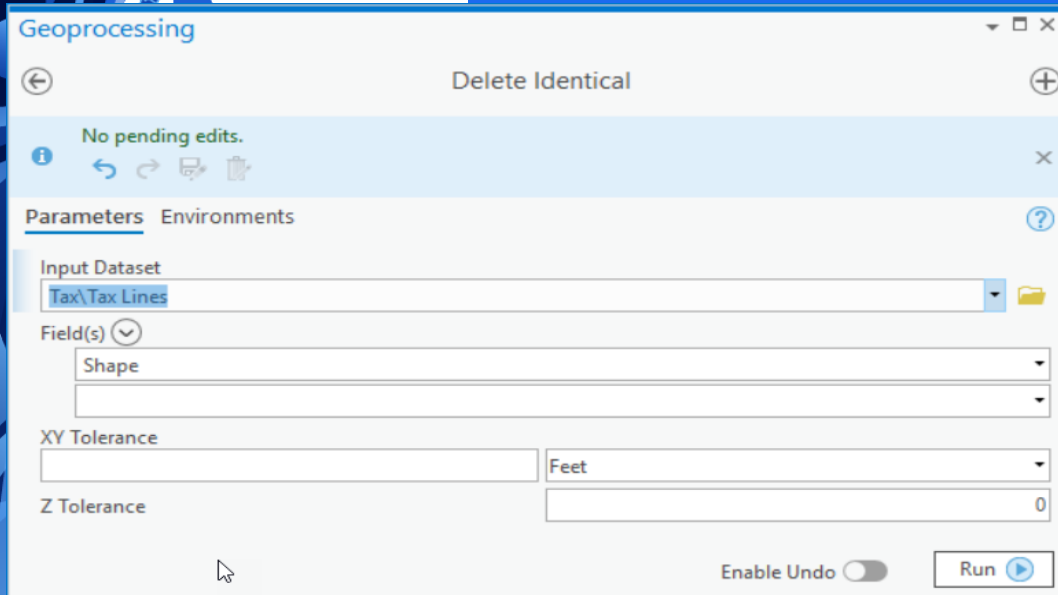 Geoprocessing
Delete Identical
No pending edits.
Parameters Environments
Input Dataset
Tax\Tax Lines
Field(s)
Shape
XY Tolerance
Feet
Z Tolerance
0
Enable Undo
Run